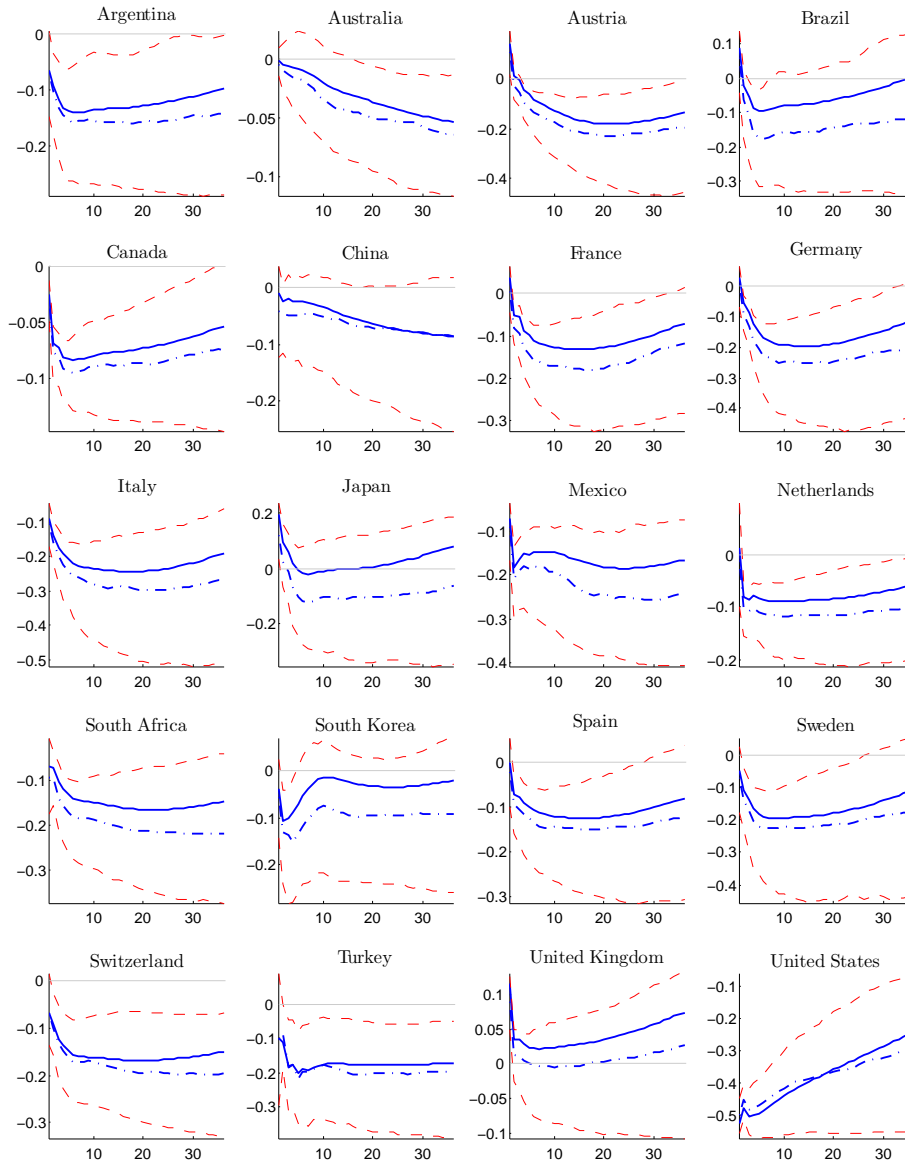 Argentina Australia Austria Brazil
0 −0.1 −0.2 10 20 30
0 −0.05 −0.1 10 20 30
0 −0.2 −0.4 10 20 30
0.1 0 −0.1 −0.2 −0.3 10 20 30
Canada China France Germany
0 −0.05 −0.1 10 20 30
0 −0.1 −0.2 10 20 30
0 −0.1 −0.2 −0.3 10 20 30
0 −0.1 −0.2 −0.3 −0.4 10 20 30
Italy Japan Mexico Netherlands
−0.1 −0.2 −0.3 −0.4 −0.5 10 20 30
0.2 0 −0.2 10 20 30
−0.1 −0.2 −0.3 −0.4 10 20 30
0 −0.1 −0.2 10 20 30
South Africa South Korea Spain Sweden
−0.1 −0.2 −0.3 10 20 30
0 −0.1 −0.2 10 20 30
0 −0.1 −0.2 −0.3 10 20 30
0 −0.1 −0.2 −0.3 −0.4 10 20 30
Switzerland Turkey United Kingdom United States
0 −0.1 −0.2 −0.3 10 20 30
0 −0.1 −0.2 −0.3 10 20 30
0.1 0.05 0 −0.05 −0.1 10 20 30
−0.1 −0.2 −0.3 −0.4 −0.5 10 20 30